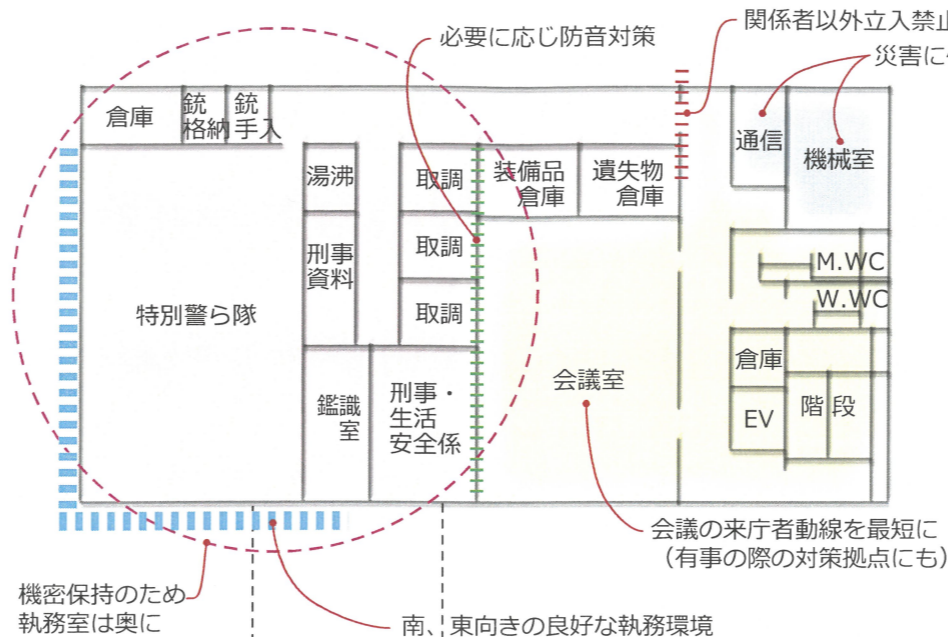 関係者以外立入禁止
必要に応じ防音対策
災害に
倉庫
銃
格納
銃
手入
通信
機械室
湯沸
取調
装備品
倉庫
遺失物
倉庫
刑事
資料
取調
M.WC
W.WC
特別警ら隊
取調
倉庫
会議室
鑑識
室
刑事・
生活
安全係
EV
階段
会議の来庁者動線を最短に
(有事の際の対策拠点にも)
機密保持のため
執務室は奥に
南、東向きの良好な執務環境